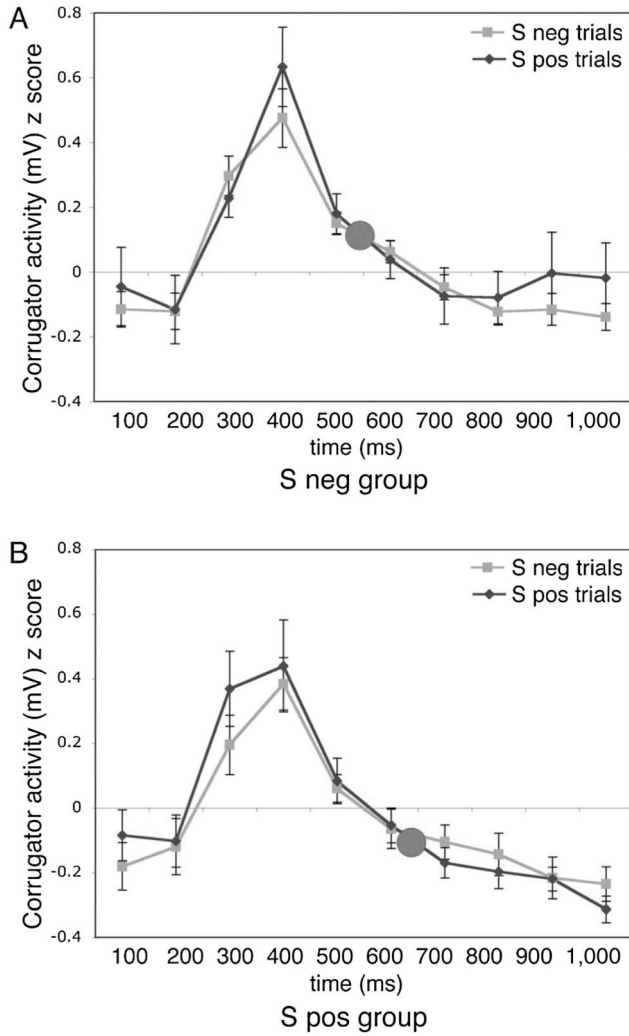 A
0.8
0.6
0.4
0.2
0
-0.2
-0.4
Corrugator activity (mV) z score
S neg trials
S pos trials
100 200 300 400 500 600 700 800 900 1,000
time (ms)
S neg group
B
0.8
0.6
0.4
0.2
0
-0.2
-0.4
Corrugator activity (mV) z score
S neg trials
S pos trials
100 200 300 400 500 600 700 800 900 1,000
time (ms)
S pos group